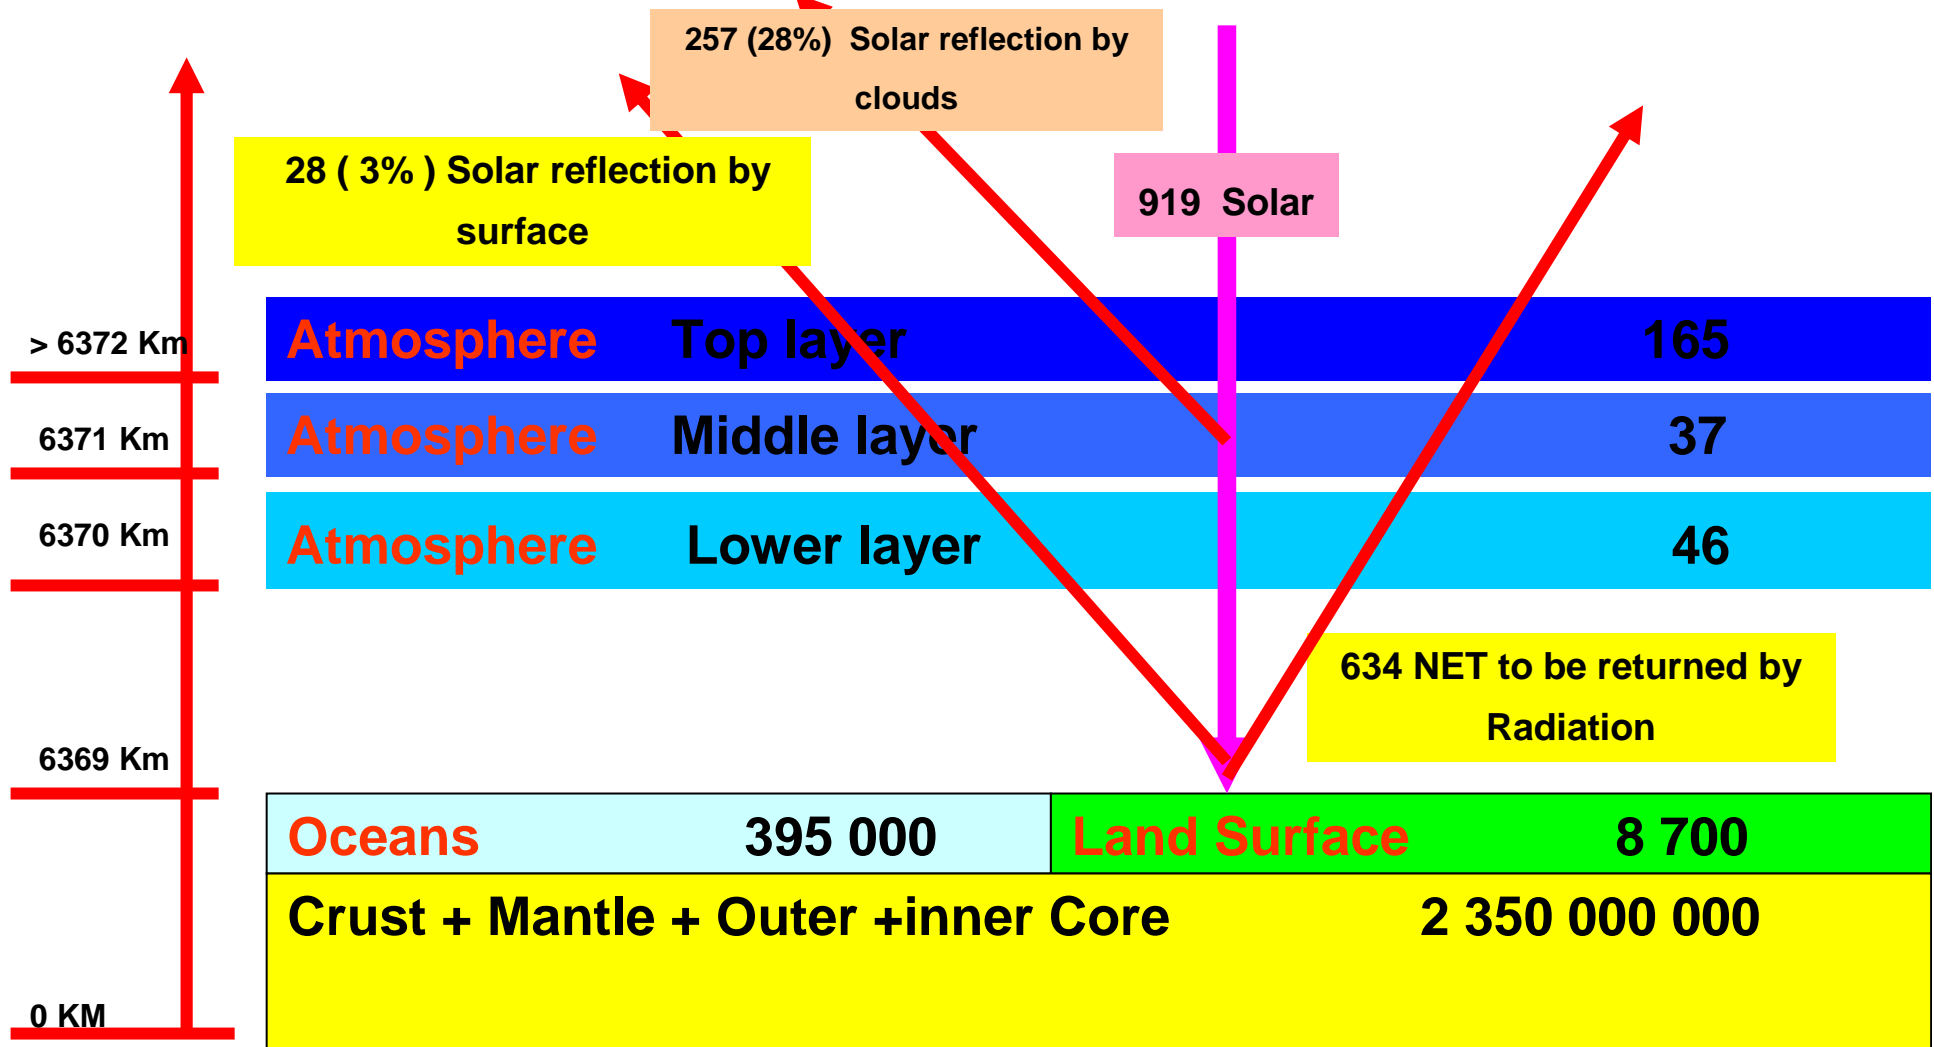 257 (28%) Solar reflection by
clouds
28 ( 3% ) Solar reflection by
surface
919 Solar
> 6372 Km
Atmosphere Top layer 165
6371 Km
Atmosphere Middle layer 37
6370 Km
Atmosphere Lower layer 46
634 NET to be returned by
Radiation
6369 Km
Oceans 395 000 Land Surface 8 700
Crust + Mantle + Outer +inner Core 2 350 000 000
0 KM